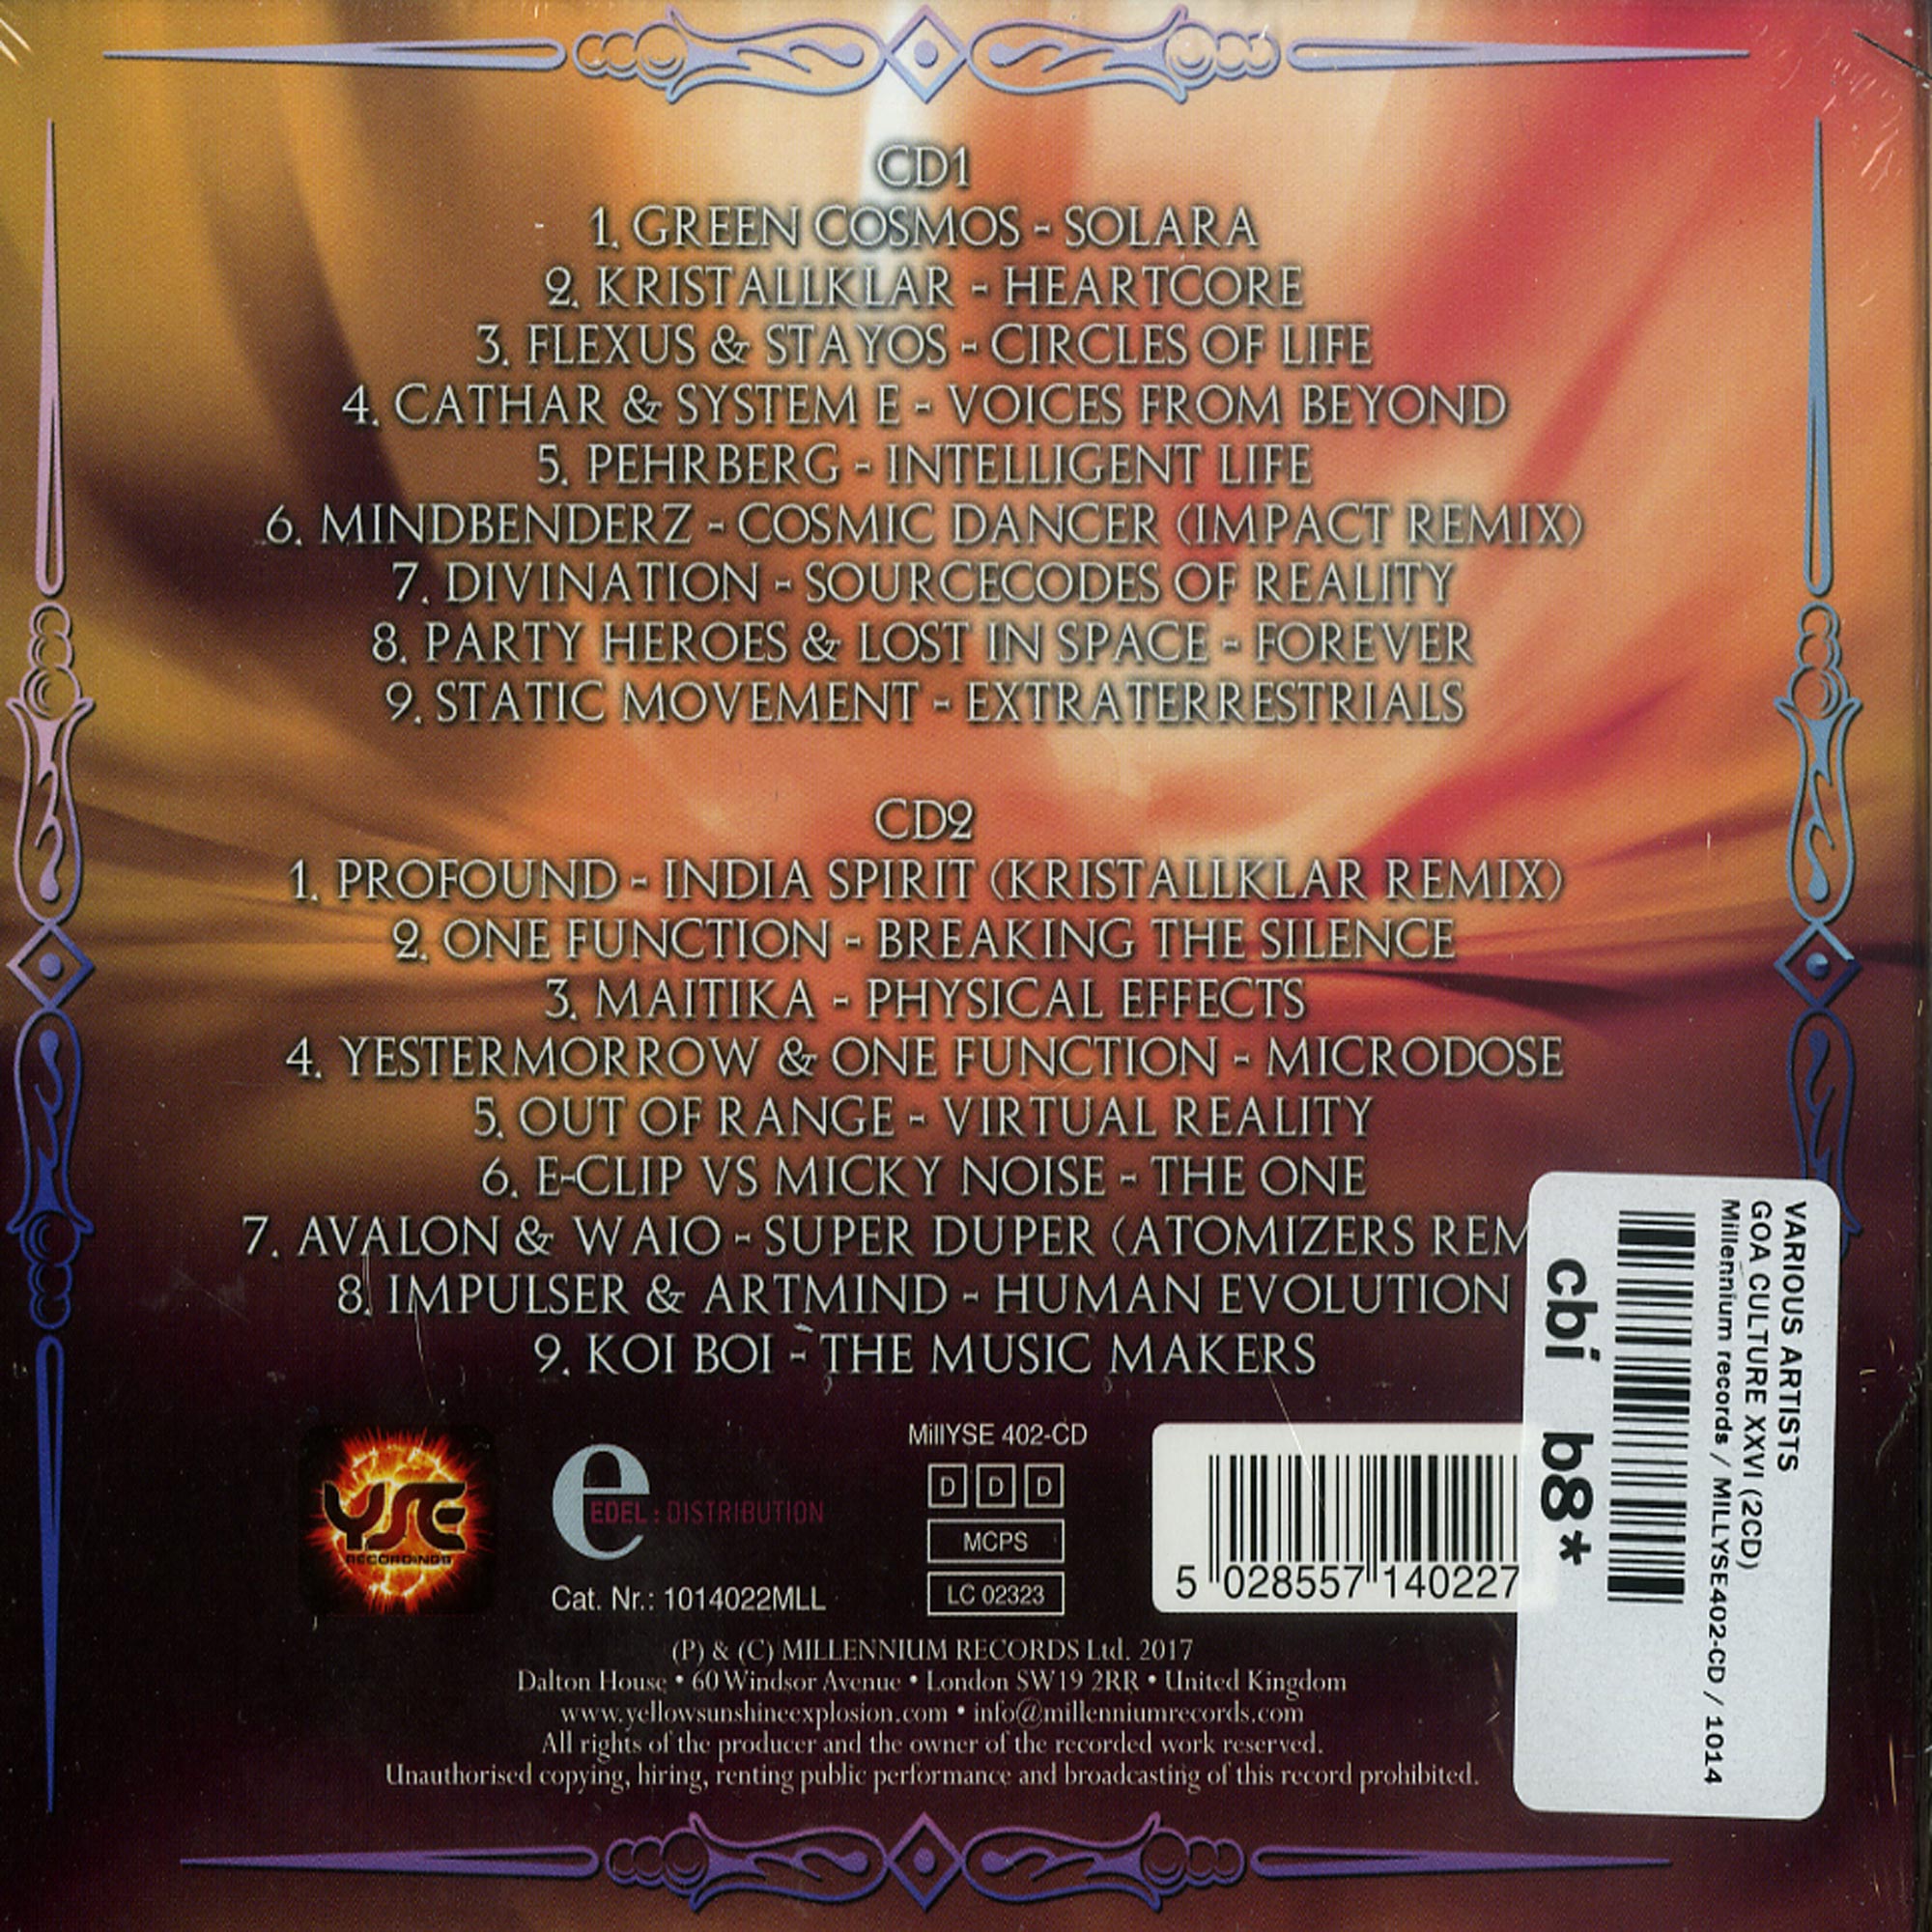 CD1
1. GREEN COSMOS - SOLARA
2. KRISTALLKLAR - HEARTCORE
3. FLEXUS & STAYOS - CIRCLES OF LIFE
4. CATHAR & SYSTEM E - VOICES FROM BEYOND
5. PEHRBERG - INTELLIGENT LIFE
6. MINDBENDERZ - COSMIC DANCER (IMPACT REMIX)
7. DIVINATION - SOURCECODES OF REALITY
8. PARTY HEROES & LOST IN SPACE - FOREVER
9. STATIC MOVEMENT - EXTRATERRESTRIALS
CD2
1. PROFOUND - INDIA SPIRIT (KRISTALLKLAR REMIX)
2. ONE FUNCTION - BREAKING THE SILENCE
3. MAITIKA - PHYSICAL EFFECTS
4. YESTERMORROW & ONE FUNCTION - MICRODOSE
5. OUT OF RANGE - VIRTUAL REALITY
6. E-CLIP VS MICKY NOISE - THE ONE
7. AVALON & WAIO - SUPER DUPER (ATOMIZERS REM
8. IMPULSER & ARTMIND - HUMAN EVOLUTION
9. KOI BOI - THE MUSIC MAKERS
YSE
RECORDINGS
e
EDEL : DISTRIBUTION
Cat. Nr.: 1014022MLL
MillYSE 402-CD
D D D
MCPS
LC 02323
5 028557 140227
(P) & (C) MILLENNIUM RECORDS Ltd. 2017
Dalton House • 60 Windsor Avenue • London SW19 2RR • United Kingdom
www.yellowsunshineexplosion.com • info@millenniumrecords.com
All rights of the producer and the owner of the recorded work reserved.
Unauthorised copying, hiring, renting public performance and broadcasting of this record prohibited.
VARIOUS ARTISTS
GOA CULTURE XXVI (2CD)
Millennium records / MILLYSE402-CD / 1014
cbi b8*